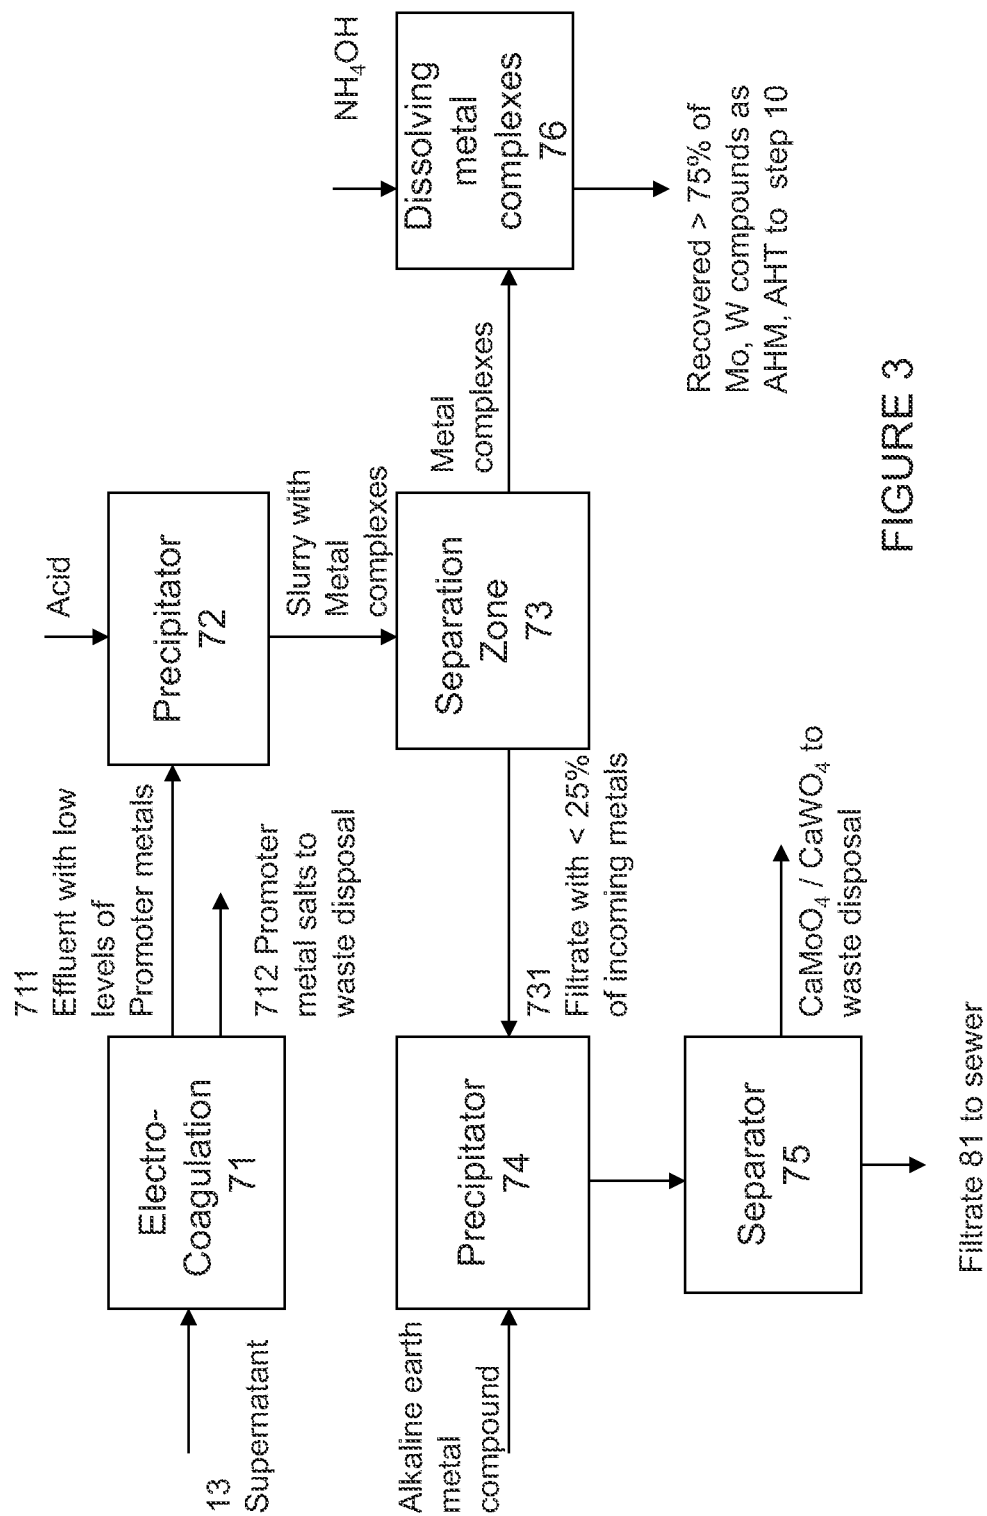 13
Supernatant
Electro-
Coagulation
71
711
Effluent with low
levels of
Promoter metals
712 Promoter
metal salts to
waste disposal
Acid
Precipitator
72
Slurry with
Metal
complexes
Separation
Zone
73
Metal
complexes
NH₄OH
Dissolving
metal
complexes
76
Recovered > 75% of
Mo, W compounds as
AHM, AHT to step 10
731
Filtrate with < 25%
of incoming metals
Alkaline earth
metal
compound
Precipitator
74
Separator
75
CaMoO₄ / CaWO₄ to
waste disposal
Filtrate 81 to sewer
FIGURE 3